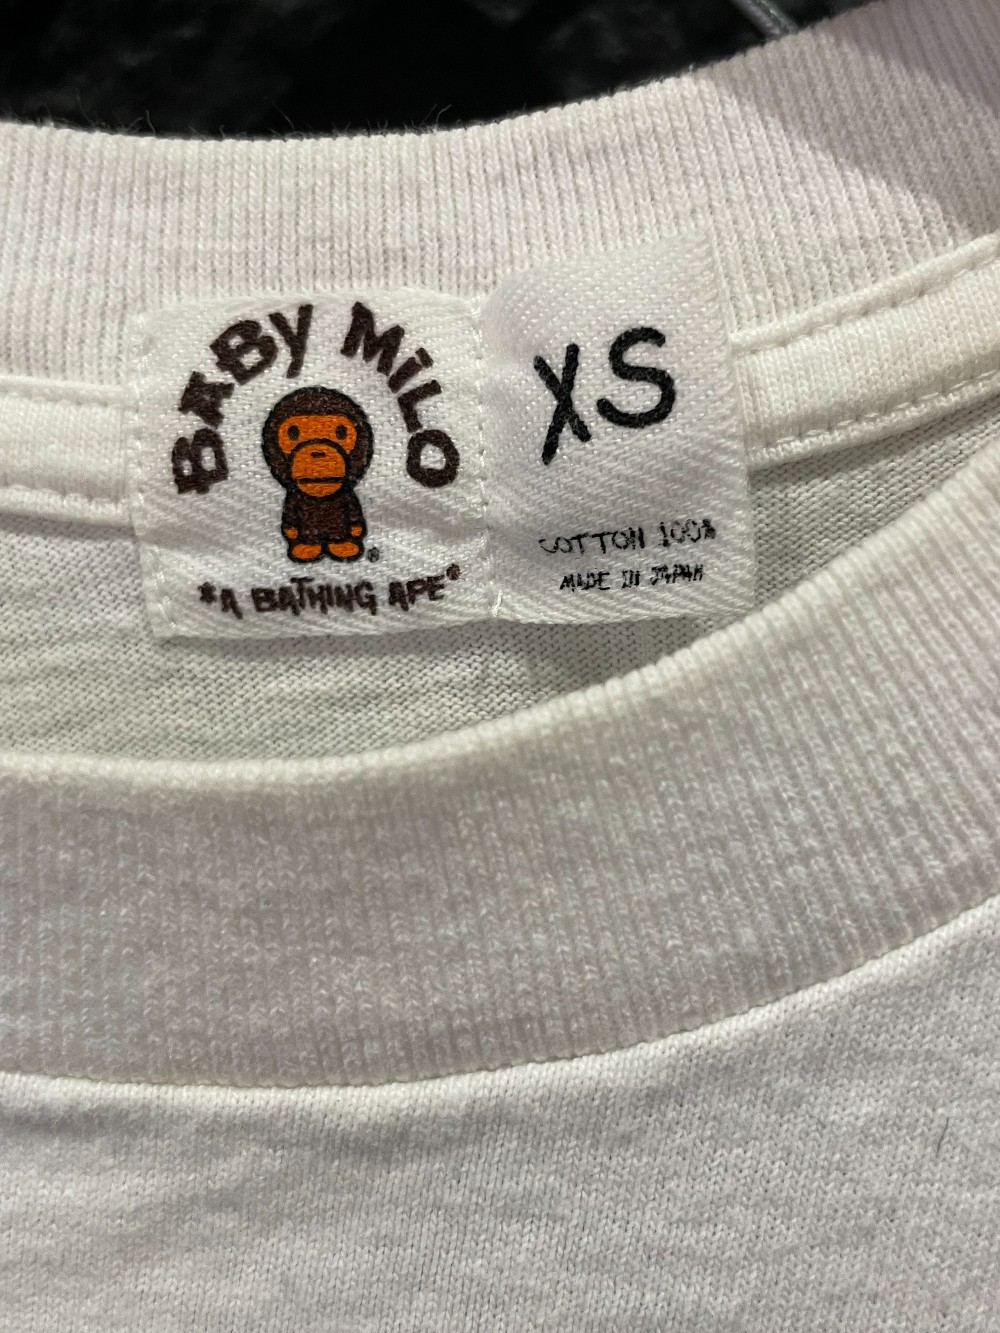 BABY MiLO
®
*A BATHING APE®
XS
COTTON 100%
MADE IN JAPAN